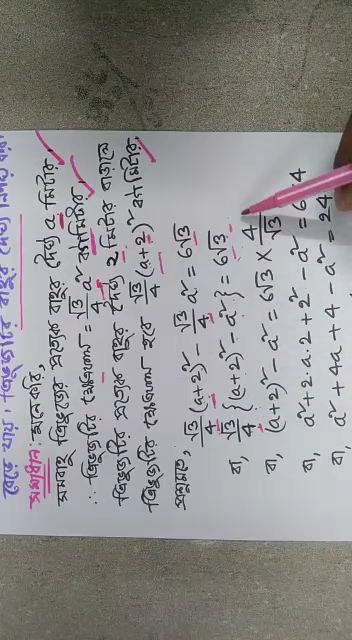 বেড়ে যায়। ত্রিভুজটির বাহুর দৈর্ঘ্য নির্ণয় কর।
সমাধান: মনে করি,
সমবাহু ত্রিভুজের প্রত্যেক বাহুর দৈর্ঘ্য a মিটার,
∴ ত্রিভুজটির ক্ষেত্রফল = √3/4 a² বর্গমিটার,
ত্রিভুজটির প্রত্যেক বাহুর দৈর্ঘ্য 2 মিটার বাড়ালে
ত্রিভুজটির ক্ষেত্রফল হবে √3/4 (a+2)² বর্গমিটার,
প্রশ্নমতে, √3/4 (a+2)² - √3/4 a² = 6√3
বা, √3/4 {(a+2)² - a²} = 6√3
বা, (a+2)² - a² = 6√3 × 4/√3
বা, a² + 2.a.2 + 2² - a² = 6.4
বা, a² + 4a + 4 - a² = 24